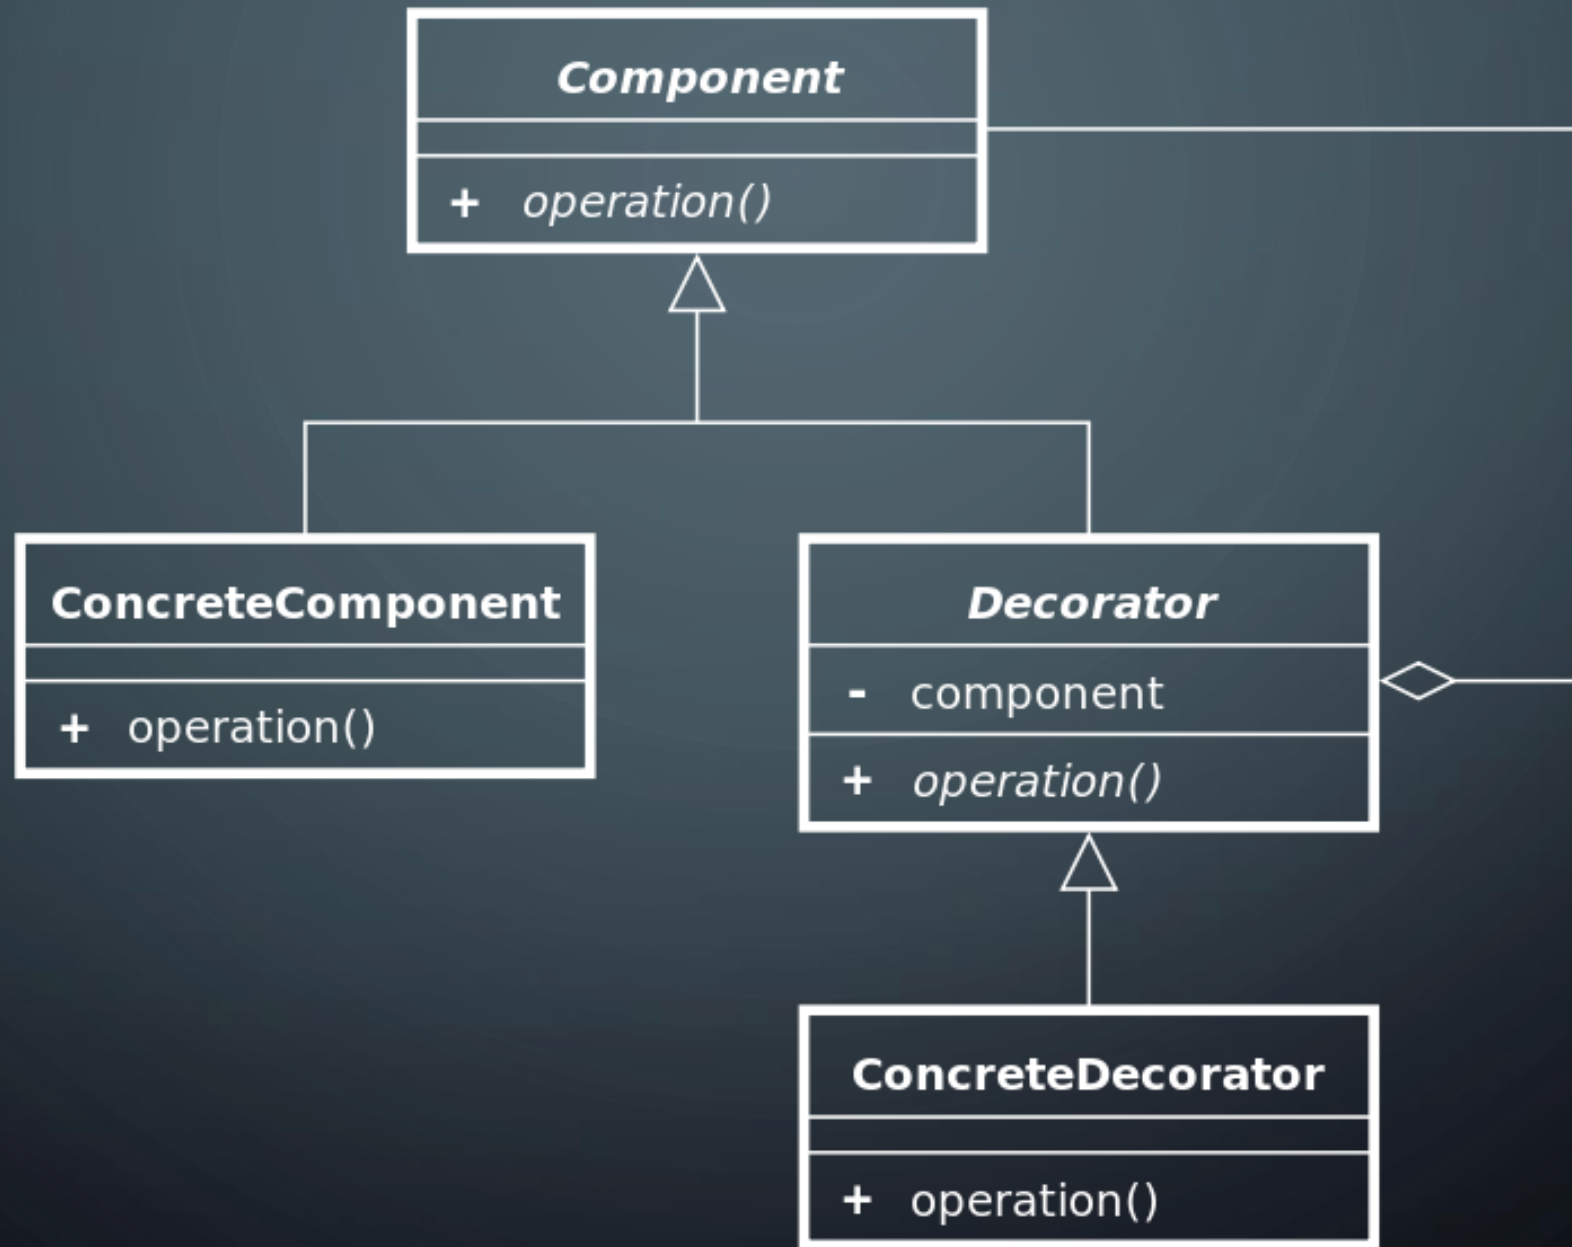 Component
+ operation()
ConcreteComponent
+ operation()
Decorator
- component
+ operation()
ConcreteDecorator
+ operation()